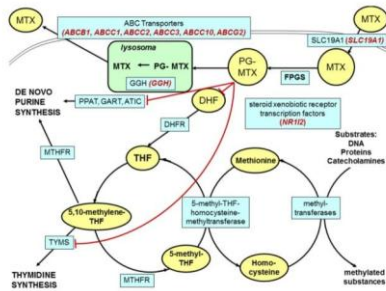 ABC Transporters
(ABCB1, ABCC1, ABCC2, ABCC3, ABCC10, ABCG2)
MTX
MTX
SLC19A1 (SLC19A1)
lysosoma
MTX
PG- MTX
GGH (GGH)
PG-
MTX
FPGS
MTX
DE NOVO
PURINE
SYNTHESIS
PPAT, GART, ATIC
DHF
DHFR
steroid xenobiotic receptor
transcription factors
(NR1I2)
Substrates:
DNA
Proteins
Catecholamines
MTHFR
THF
Methionine
5,10-methylene-
THF
5-methyl-THF-
homocysteine-
methyltransferase
methyl-
transferases
TYMS
5-methyl-
THF
Homo-
cysteine
THYMIDINE
SYNTHESIS
MTHFR
methylated
substances